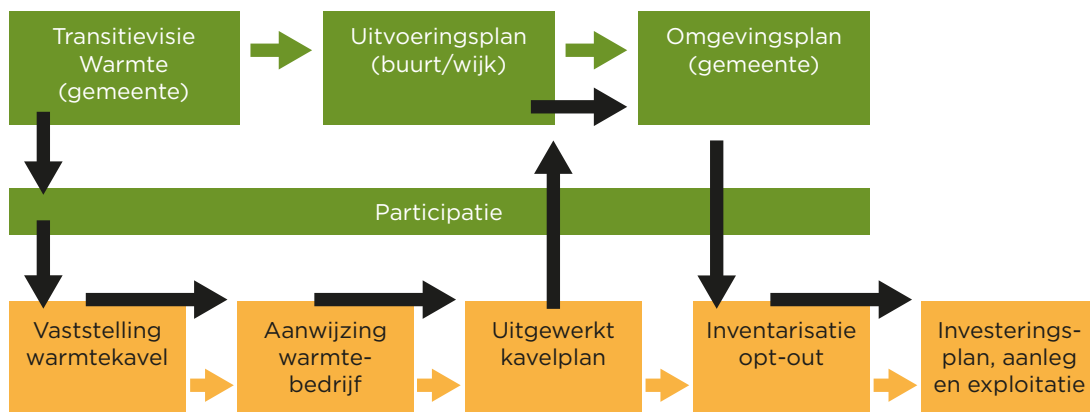 Transitievisie
Warmte
(gemeente)
Uitvoeringsplan
(buurt/wijk)
Omgevingsplan
(gemeente)
Participatie
Vaststelling
warmtekavel
Aanwijzing
warmte-
bedrijf
Uitgewerkt
kavelplan
Inventarisatie
opt-out
Investerings-
plan, aanleg
en exploitatie